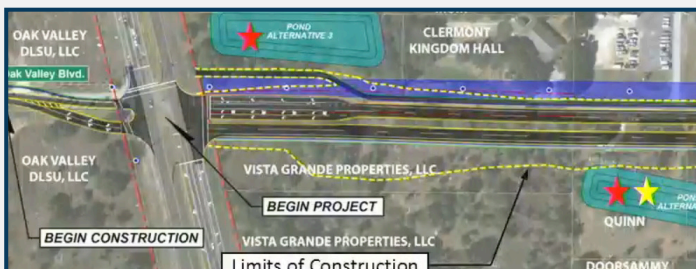 OAK VALLEY
DLSU, LLC
POND
ALTERNATIVE 3
CLERMONT
KINGDOM HALL
Oak Valley Blvd.
OAK VALLEY
DLSU, LLC
VISTA GRANDE PROPERTIES, LLC
BEGIN PROJECT
BEGIN CONSTRUCTION
VISTA GRANDE PROPERTIES, LLC
Limits of Construction
QUINN
DOORSAMMY